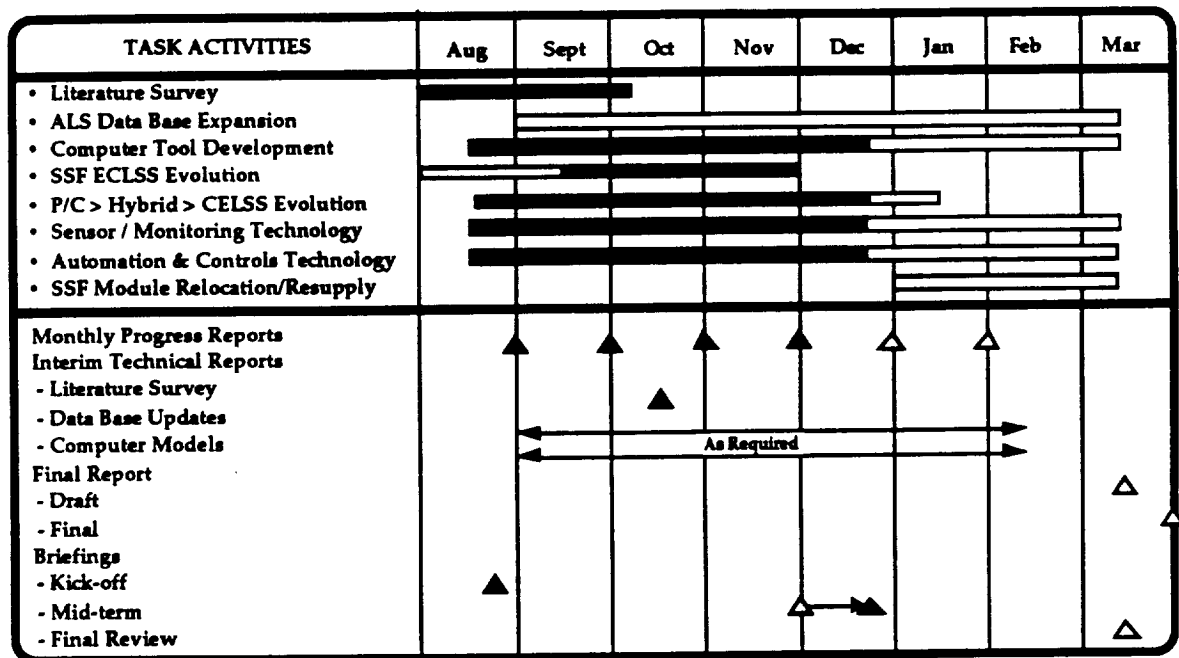 TASK ACTIVITIES Aug Sept Oct Nov Dec Jan Feb Mar
• Literature Survey
• ALS Data Base Expansion
• Computer Tool Development
• SSF ECLSS Evolution
• P/C > Hybrid > CELSS Evolution
• Sensor / Monitoring Technology
• Automation & Controls Technology
• SSF Module Relocation/Resupply
Monthly Progress Reports
Interim Technical Reports
- Literature Survey
- Data Base Updates
- Computer Models
As Required
Final Report
- Draft
- Final
Briefings
- Kick-off
- Mid-term
- Final Review